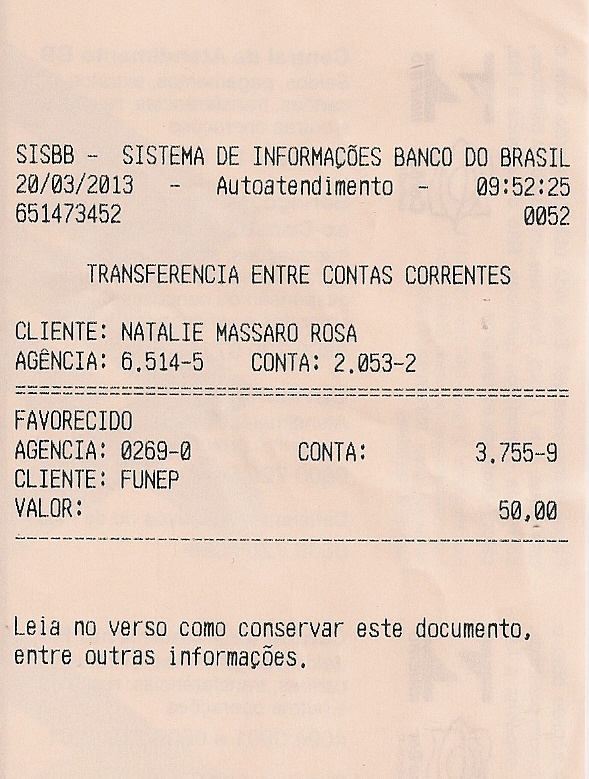 SISBB - SISTEMA DE INFORMAÇÕES BANCO DO BRASIL
20/03/2013 - Autoatendimento - 09:52:25
651473452 0052
TRANSFERENCIA ENTRE CONTAS CORRENTES
CLIENTE: NATALIE MASSARO ROSA
AGÊNCIA: 6.514-5 CONTA: 2.053-2
FAVORECIDO
AGENCIA: 0269-0 CONTA: 3.755-9
CLIENTE: FUNEP
VALOR: 50,00
Leia no verso como conservar este documento,
entre outras informações.